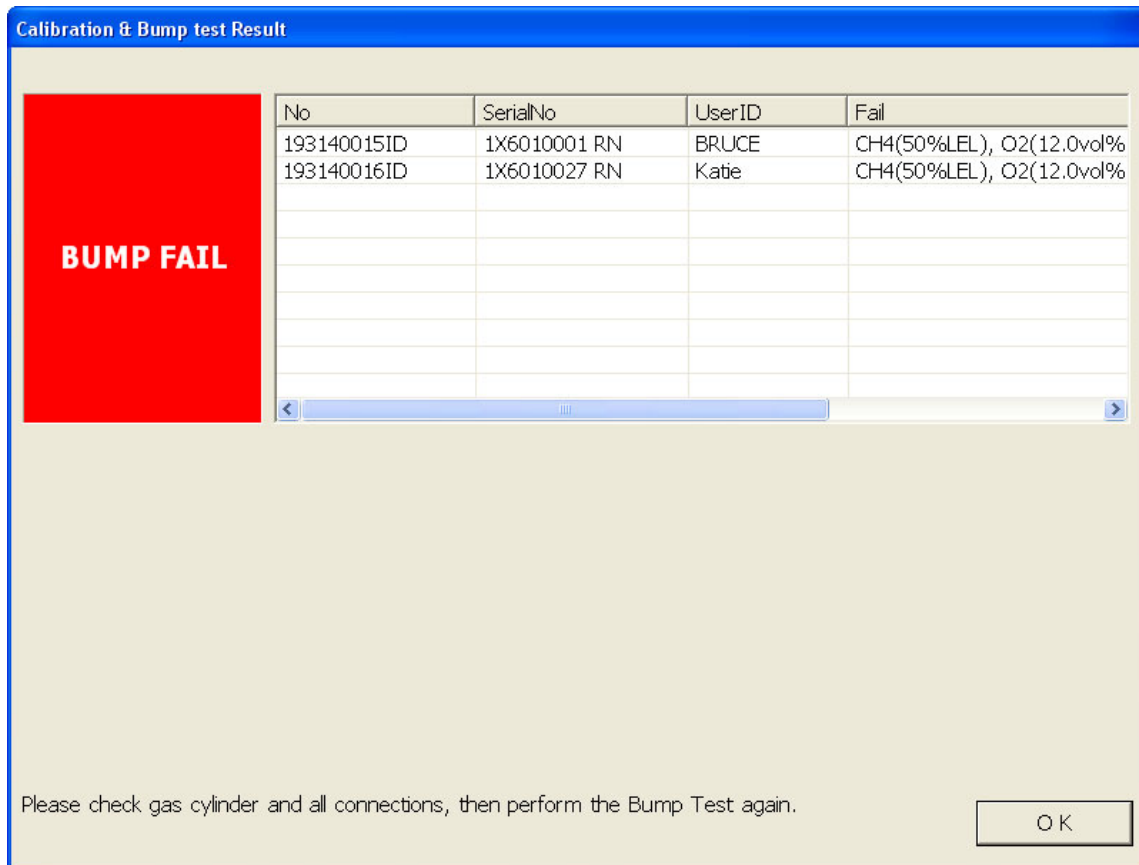 Calibration & Bump test Result
No SerialNo UserID Fail
193140015ID 1X6010001 RN BRUCE CH4(50%LEL), O2(12.0vol%
193140016ID 1X6010027 RN Katie CH4(50%LEL), O2(12.0vol%
BUMP FAIL
Please check gas cylinder and all connections, then perform the Bump Test again.
O K